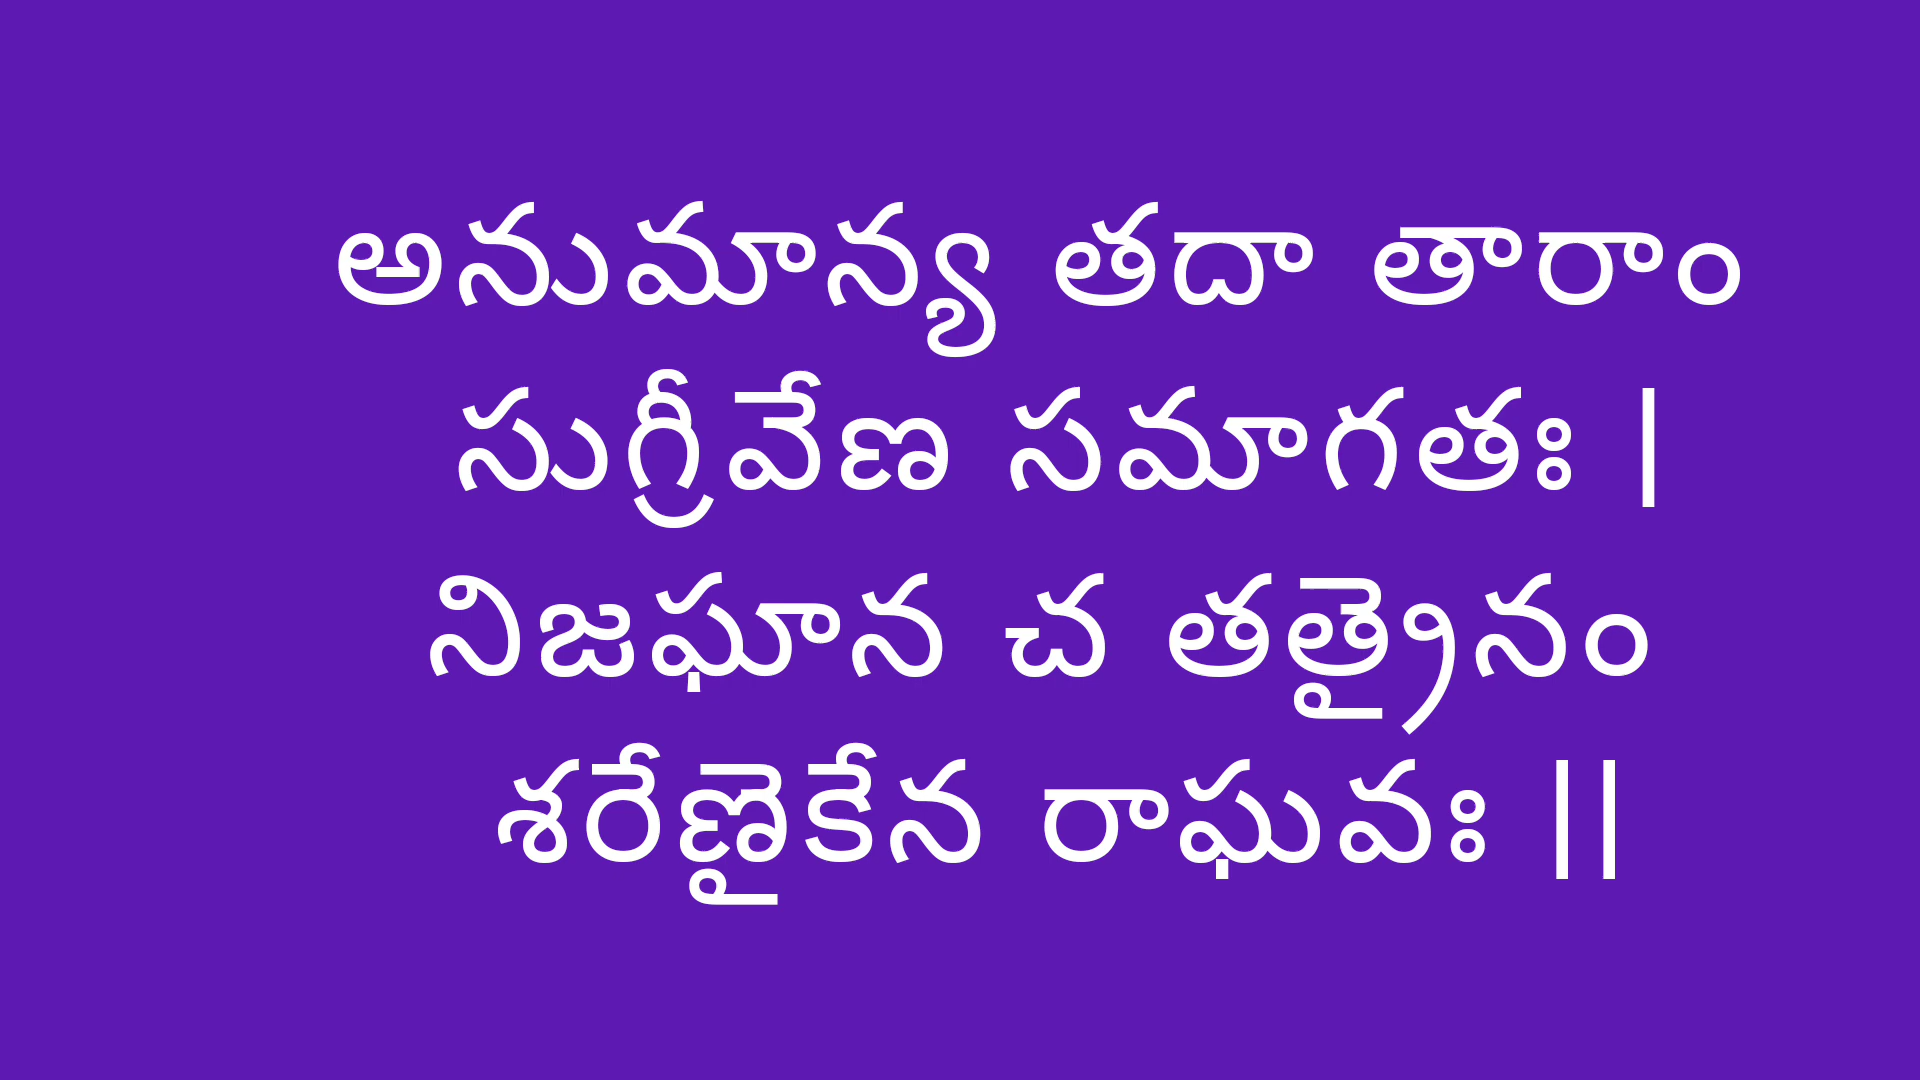 అనుమాన్య తదా తారాం
సుగ్రీవేణ సమాగతః |
నిజఘాన చ తత్రైనం
శరేణైకేన రాఘవః ||